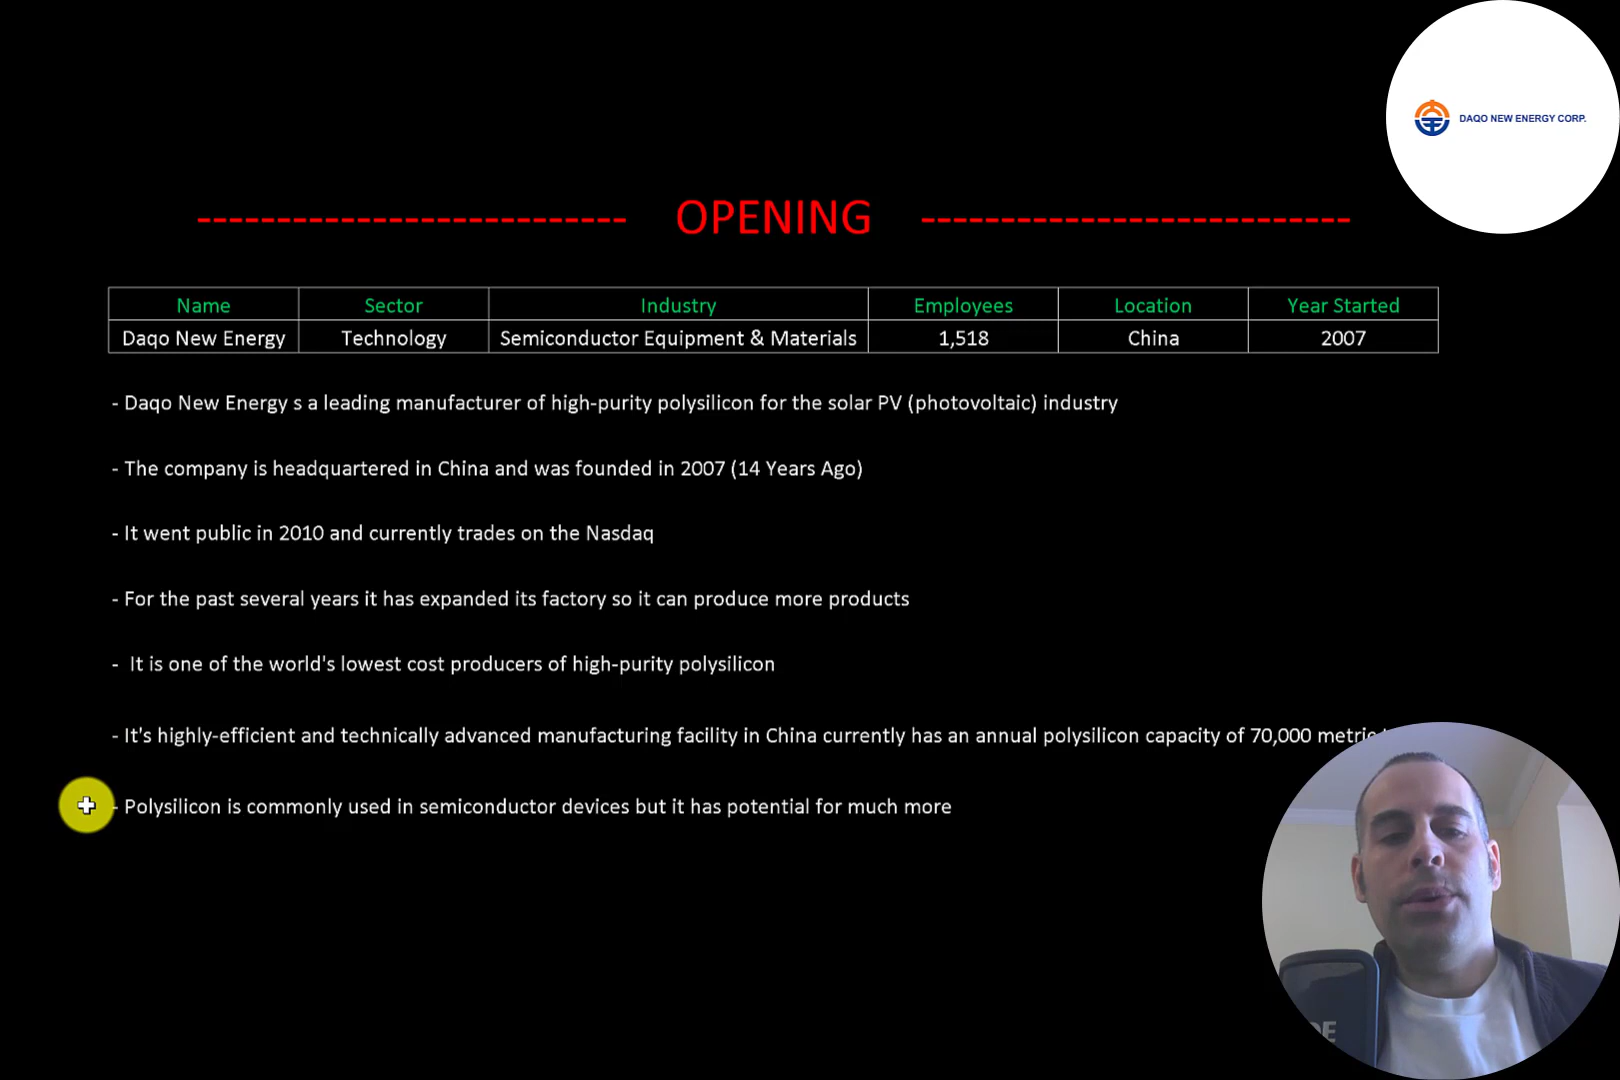 DAQO NEW ENERGY CORP.
--------------------------- OPENING ---------------------------
Name Sector Industry Employees Location Year Started
Daqo New Energy Technology Semiconductor Equipment & Materials 1,518 China 2007
- Daqo New Energy s a leading manufacturer of high-purity polysilicon for the solar PV (photovoltaic) industry
- The company is headquartered in China and was founded in 2007 (14 Years Ago)
- It went public in 2010 and currently trades on the Nasdaq
- For the past several years it has expanded its factory so it can produce more products
- It is one of the world's lowest cost producers of high-purity polysilicon
- It's highly-efficient and technically advanced manufacturing facility in China currently has an annual polysilicon capacity of 70,000 metric
- Polysilicon is commonly used in semiconductor devices but it has potential for much more